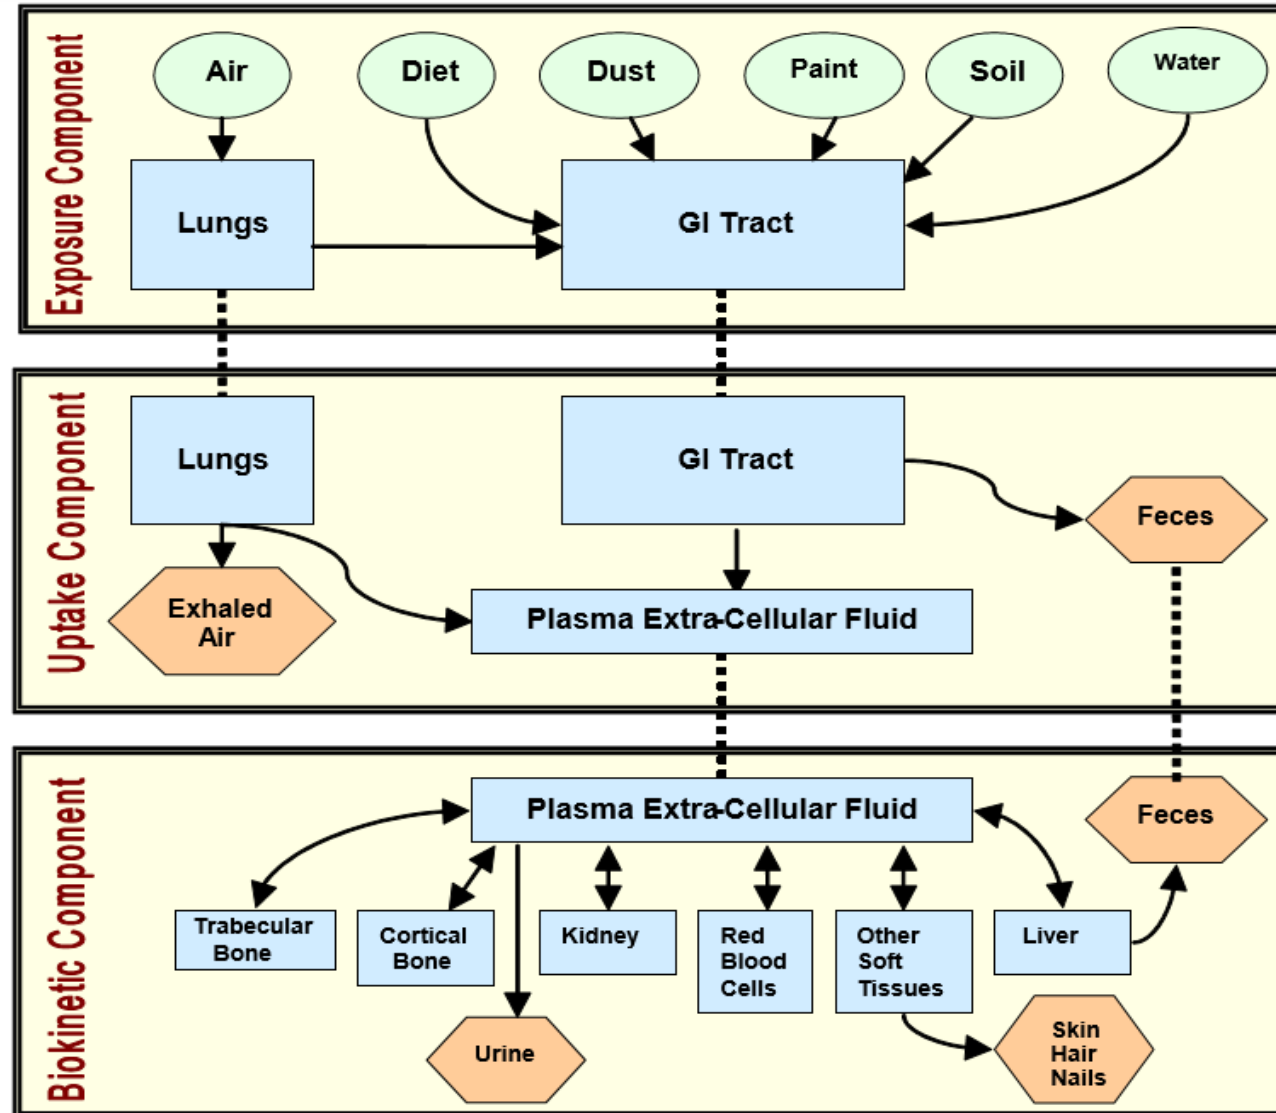 Exposure Component
Air
Diet
Dust
Paint
Soil
Water
Lungs
GI Tract
Uptake Component
Lungs
GI Tract
Feces
Exhaled
Air
Plasma Extra-Cellular Fluid
Biokinetic Component
Plasma Extra-Cellular Fluid
Feces
Trabecular
Bone
Cortical
Bone
Kidney
Red
Blood
Cells
Other
Soft
Tissues
Liver
Urine
Skin
Hair
Nails